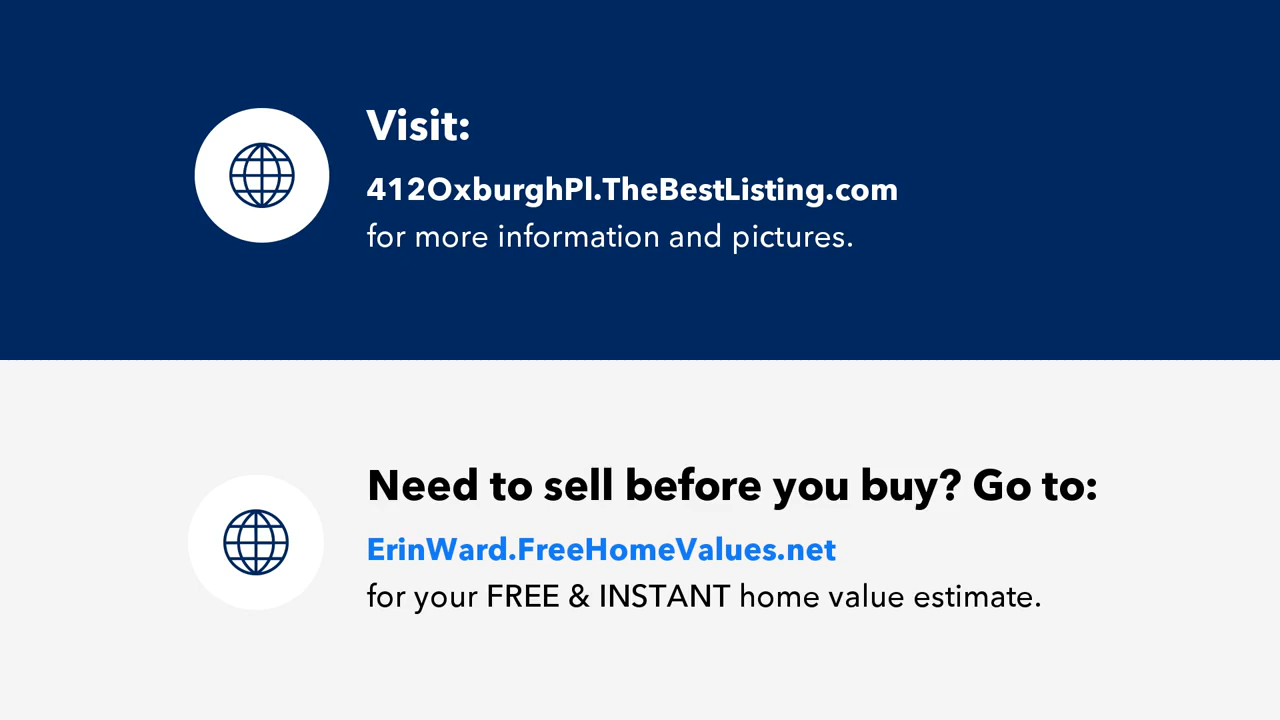 Visit:
412OxburghPl.TheBestListing.com
for more information and pictures.
Need to sell before you buy? Go to:
ErinWard.FreeHomeValues.net
for your FREE & INSTANT home value estimate.